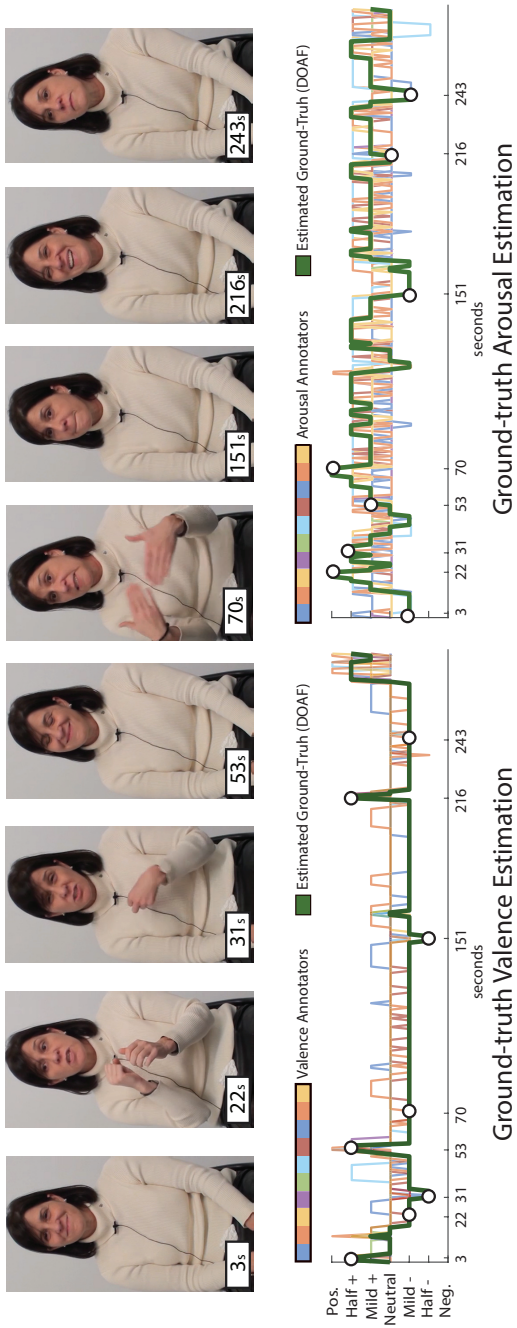 3s
22s
31s
53s
70s
151s
216s
243s
Valence Annotators
Estimated Ground-Truh (DOAF)
Arousal Annotators
Estimated Ground-Truh (DOAF)
Pos.
Half +
Mild +
Neutral
Mild -
Half -
Neg.
3 22 31 53 70 151 216 243
seconds
3 22 31 53 70 151 216 243
seconds
Ground-truth Valence Estimation
Ground-truth Arousal Estimation